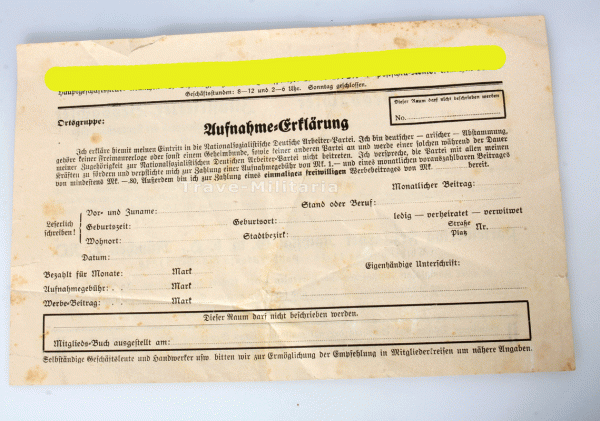 Geschäftsstunden: 8—12 und 2—6 Uhr. Sonntag geschlossen.
Dieser Raum darf nicht beschrieben werden
No.
Ortsgruppe:
Aufnahme-Erklärung
Ich erkläre hiemit meinen Eintritt in die Nationalsozialistische Deutsche Arbeiter-Partei. Ich bin deutscher — arischer — Abstammung,
gehöre keiner Freimaurerloge oder sonst einem Geheimbunde, sowie keiner anderen Partei an und werde einer solchen während der Dauer
meiner Zugehörigkeit zur Nationalsozialistischen Deutschen Arbeiter-Partei nicht beitreten. Ich verspreche, die Partei mit allen meinen
Kräften zu fördern und verpflichte mich zur Zahlung einer Aufnahmegebühr von Mk. 1.— und eines monatlichen vorauszahlbaren Beitrages
von mindestens Mk. —.80, Außerdem bin ich zur Zahlung eines einmaligen freiwilligen Werbebeitrages von Mk. bereit.
Trave-Militaria
Monatlicher Beitrag:
Leserlich schreiben!
Vor- und Zuname: Stand oder Beruf:
Geburtszeit: Geburtsort: ledig — verheiratet — verwitwet
Wohnort: Stadtbezirk: Straße Platz Nr.
Datum:
Bezahlt für Monate: Mark
Eigenhändige Unterschrift:
Aufnahmegebühr: . . Mark
Werbe-Beitrag: . . Mark
Dieser Raum darf nicht beschrieben werden.
Mitglieds-Buch ausgestellt am:
Selbständige Geschäftsleute und Handwerker usw. bitten wir zur Ermöglichung der Empfehlung in Mitgliederkreisen um nähere Angaben.